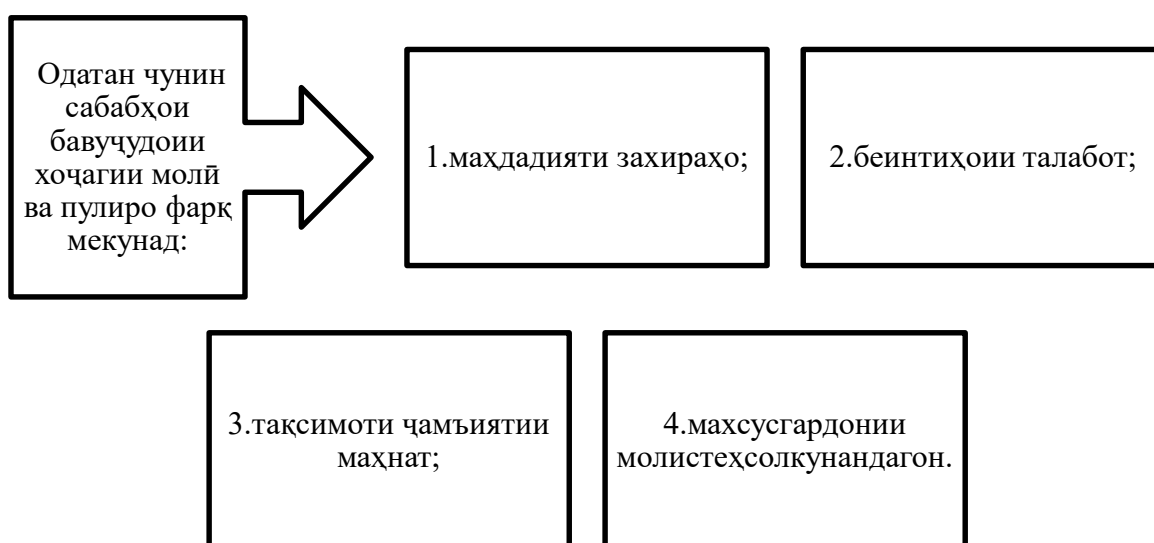 Одатан чунин
сабабҳои
бавуҷудоии
хоҷагии молӣ
ва пулиро фарқ
мекунад:
1.маҳдадияти захираҳо;
2.беинтиҳоии талабот;
3.тақсимоти ҷамъиятии
маҳнат;
4.махсусгардонии
молистеҳсолкунандагон.